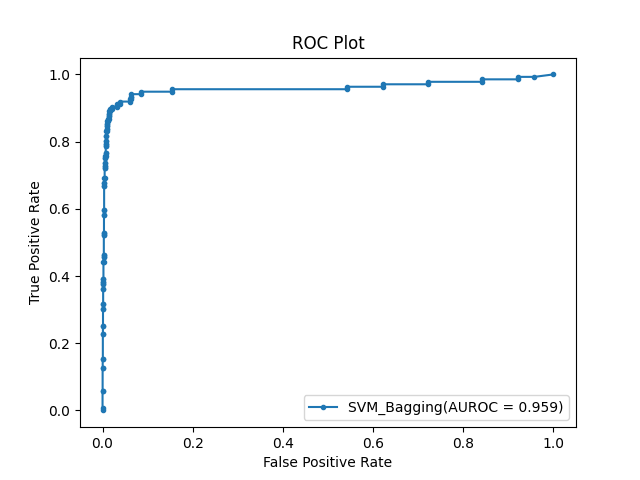 ROC Plot
1.0
0.8
0.6
0.4
0.2
0.0
True Positive Rate
SVM_Bagging(AUROC = 0.959)
0.0 0.2 0.4 0.6 0.8 1.0
False Positive Rate